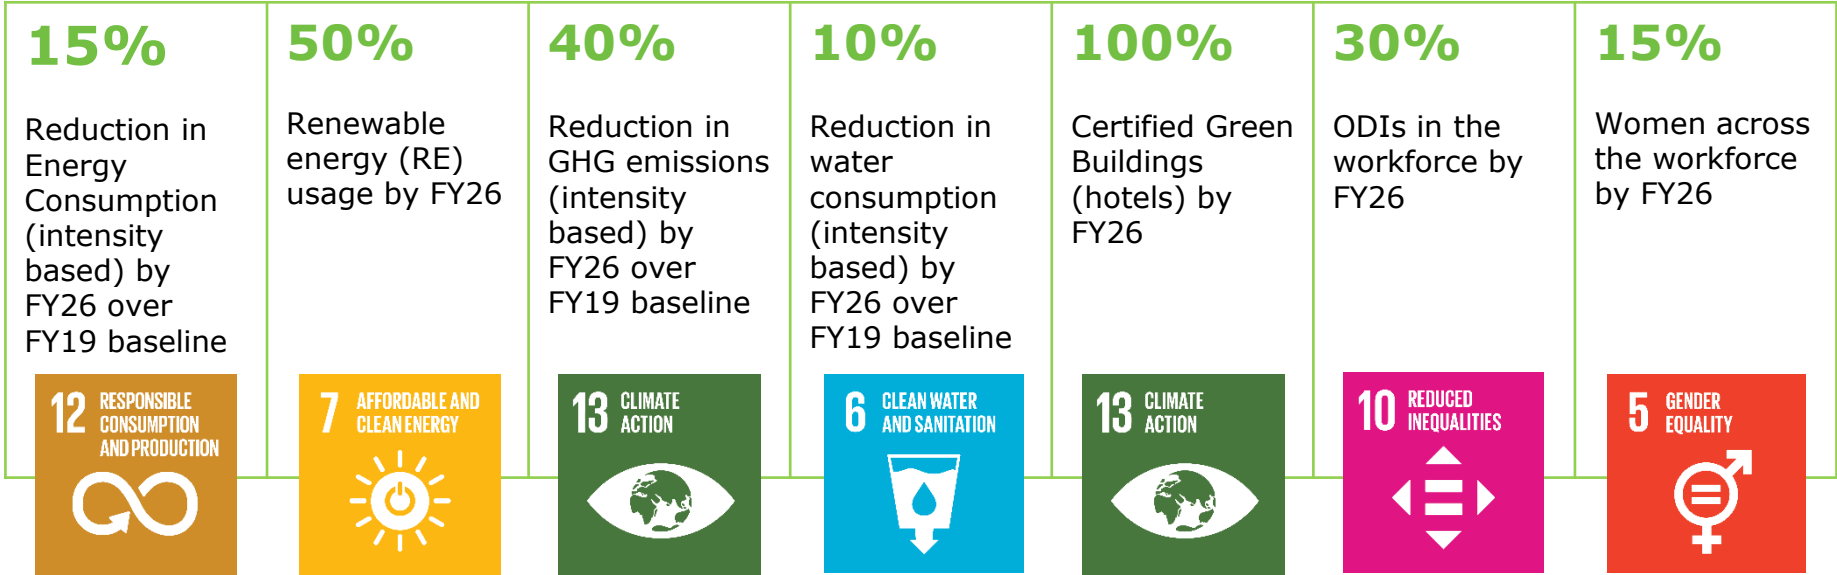 15%
Reduction in
Energy
Consumption
(intensity
based) by
FY26 over
FY19 baseline
12 RESPONSIBLE
CONSUMPTION
AND PRODUCTION
50%
Renewable
energy (RE)
usage by FY26
7 AFFORDABLE AND
CLEAN ENERGY
40%
Reduction in
GHG emissions
(intensity
based) by
FY26 over
FY19 baseline
13 CLIMATE
ACTION
10%
Reduction in
water
consumption
(intensity
based) by
FY26 over
FY19 baseline
6 CLEAN WATER
AND SANITATION
100%
Certified Green
Buildings
(hotels) by
FY26
13 CLIMATE
ACTION
30%
ODIs in the
workforce by
FY26
10 REDUCED
INEQUALITIES
15%
Women across
the workforce
by FY26
5 GENDER
EQUALITY